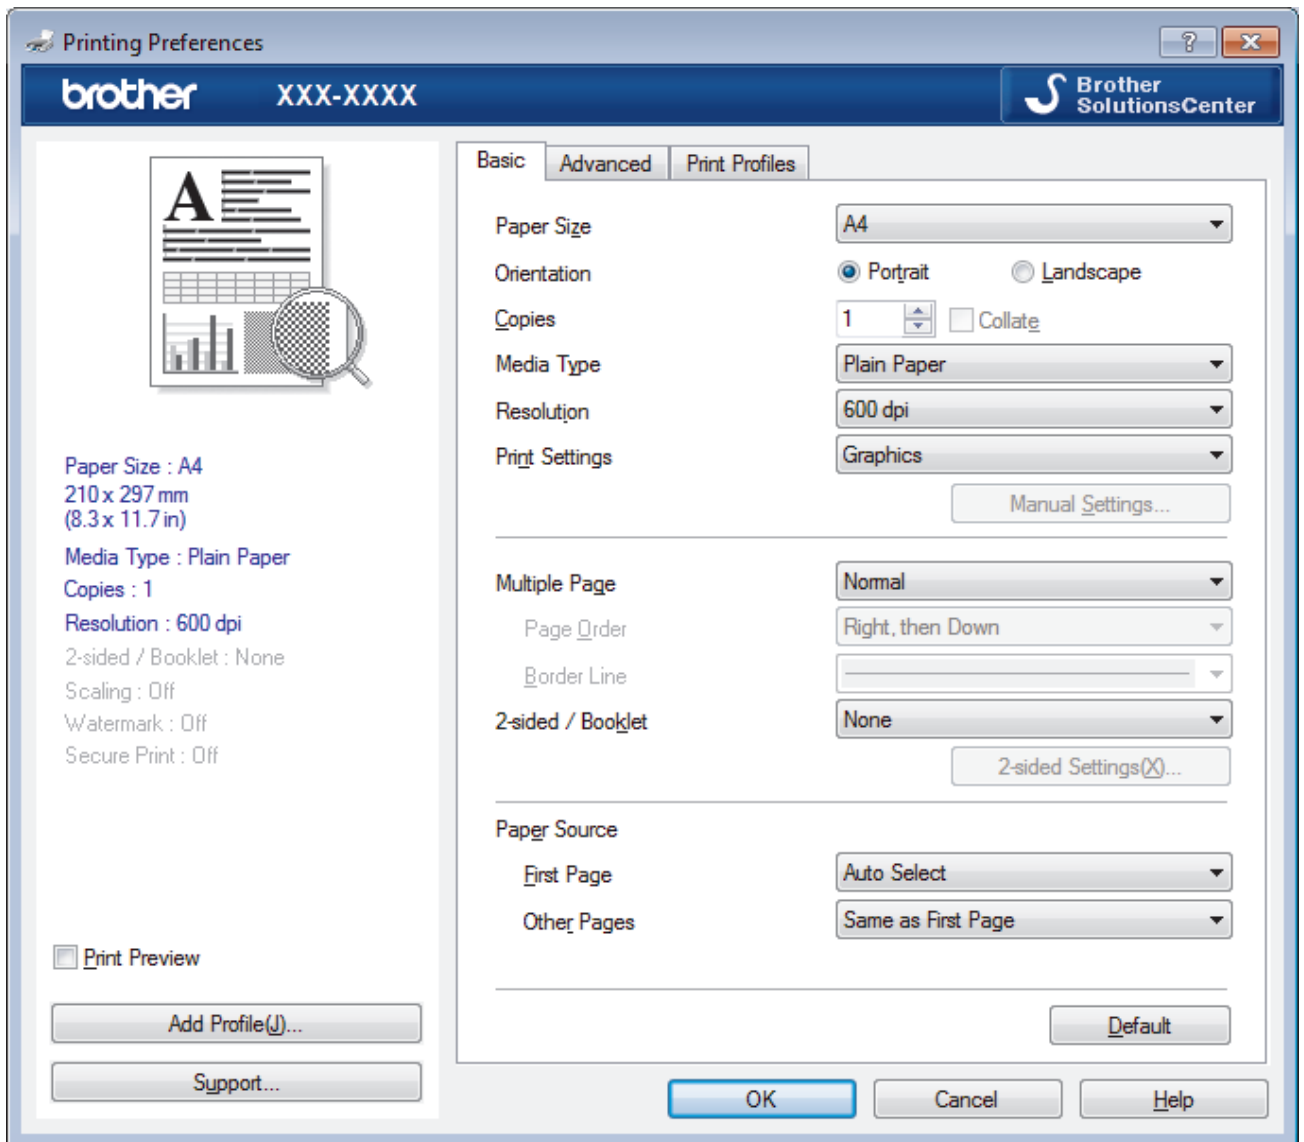 Printing Preferences
?
brother XXX-XXXX
Brother
SolutionsCenter
A
Paper Size : A4
210 x 297 mm
(8.3 x 11.7 in)
Media Type : Plain Paper
Copies : 1
Resolution : 600 dpi
2-sided / Booklet : None
Scaling : Off
Watermark : Off
Secure Print : Off
Print Preview
Add Profile(J)...
Support...
Basic Advanced Print Profiles
Paper Size A4
Orientation Portrait Landscape
Copies 1 Collate
Media Type Plain Paper
Resolution 600 dpi
Print Settings Graphics
Manual Settings...
Multiple Page Normal
Page Order Right, then Down
Border Line
2-sided / Booklet None
2-sided Settings(X)...
Paper Source
First Page Auto Select
Other Pages Same as First Page
Default
OK Cancel Help